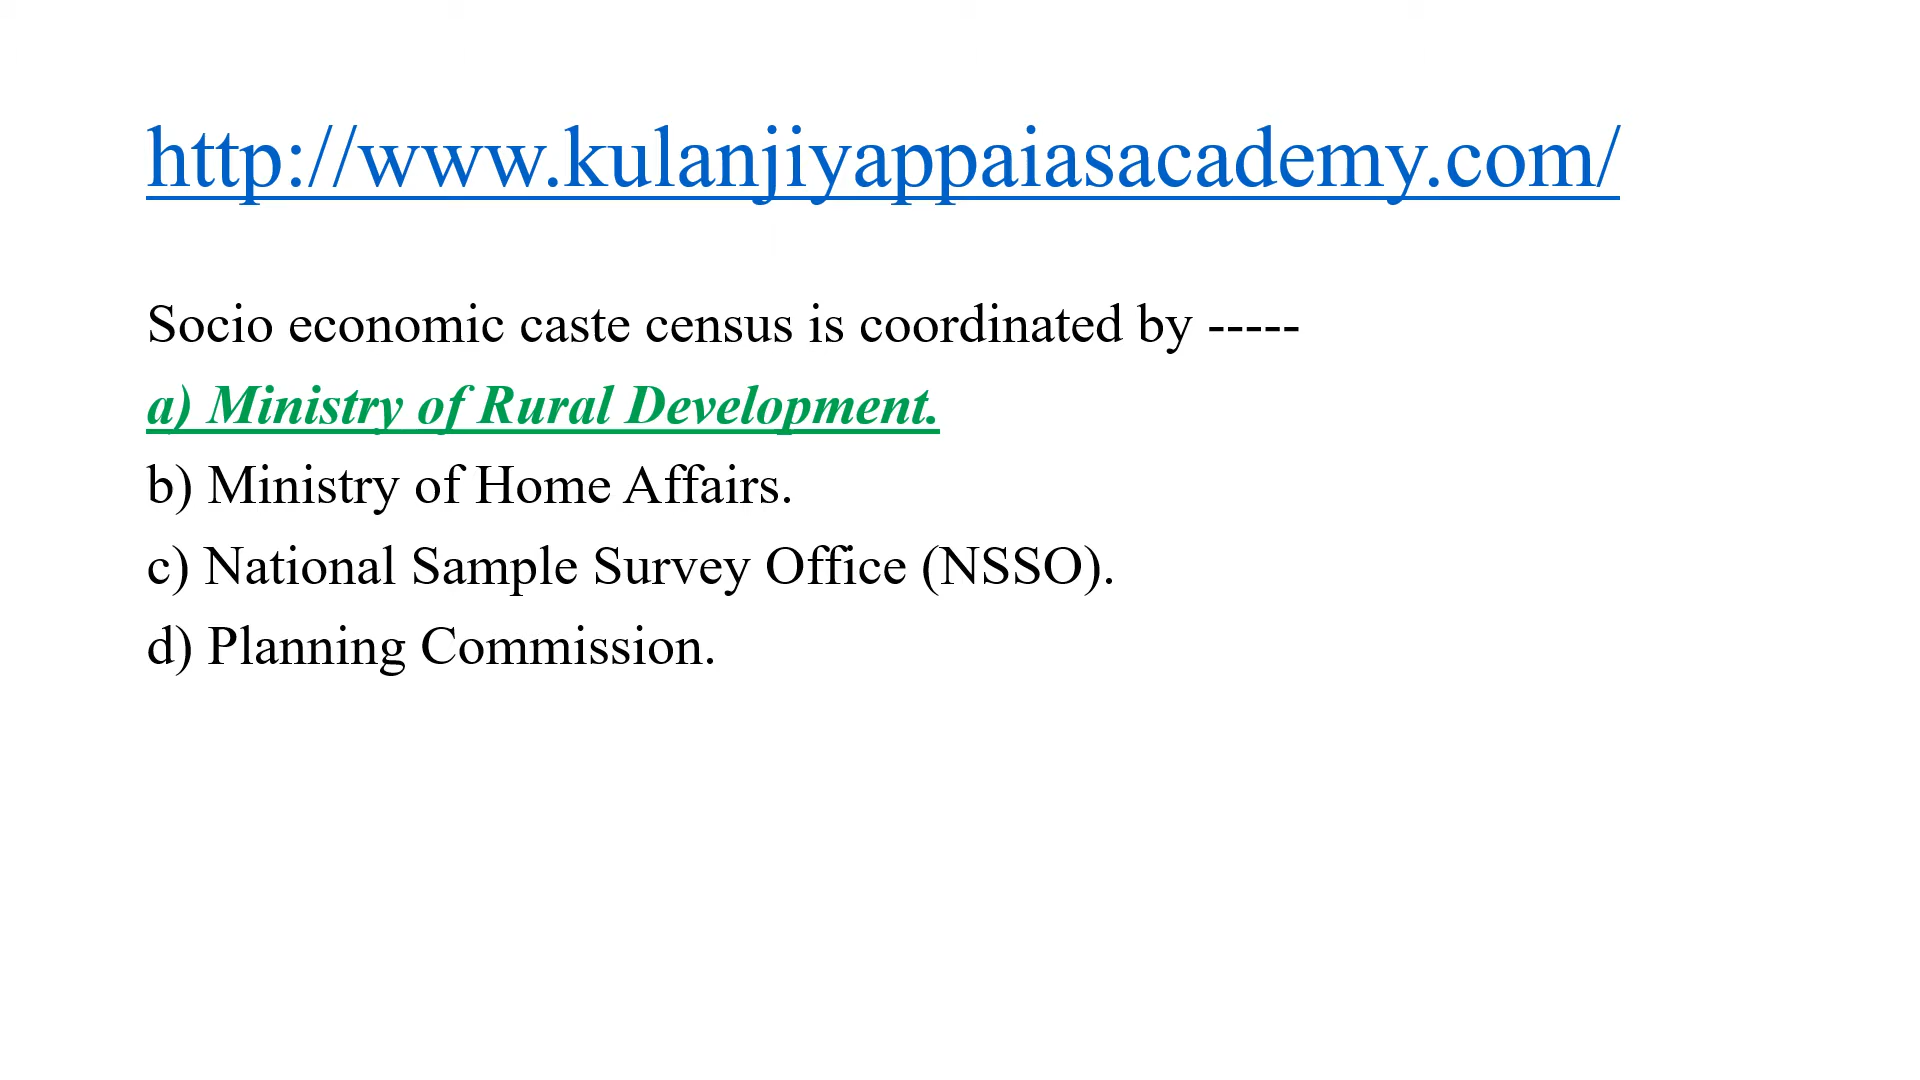 http://www.kulanjiyappaiasacademy.com/
Socio economic caste census is coordinated by -----
a) Ministry of Rural Development.
b) Ministry of Home Affairs.
c) National Sample Survey Office (NSSO).
d) Planning Commission.